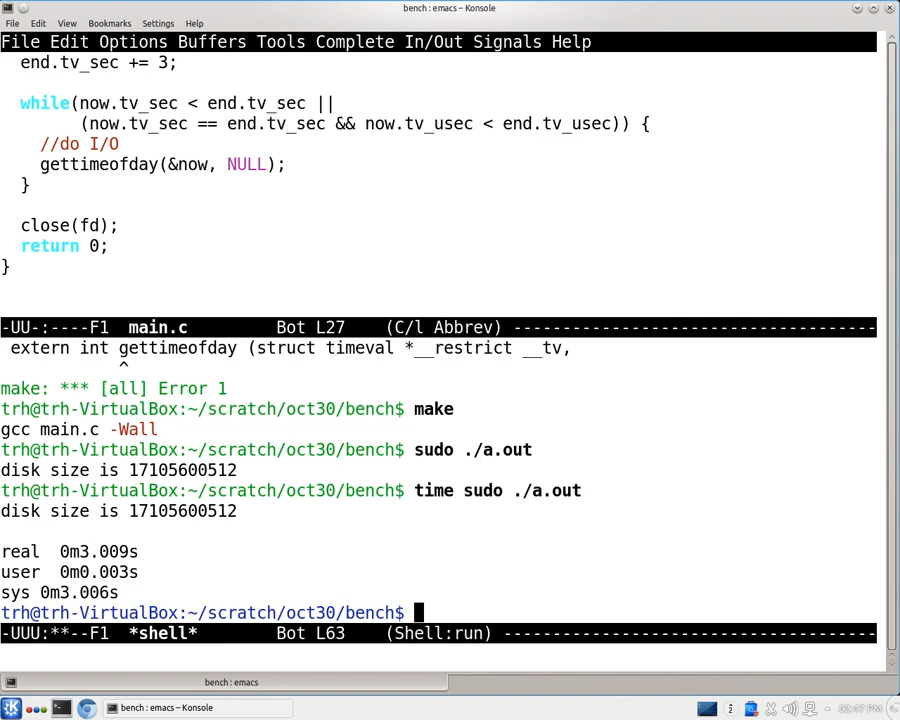 bench: emacs – Konsole
File Edit View Bookmarks Settings Help
File Edit Options Buffers Tools Complete In/Out Signals Help
end.tv_sec += 3;
while(now.tv_sec < end.tv_sec ||
(now.tv_sec == end.tv_sec && now.tv_usec < end.tv_usec)) {
//do I/O
gettimeofday(&now, NULL);
}
close(fd);
return 0;
}
-UU-:----F1 main.c Bot L27 (C/l Abbrev) -------------------------------------
extern int gettimeofday (struct timeval *__restrict __tv,
^
make: *** [all] Error 1
trh@trh-VirtualBox:~/scratch/oct30/bench$ make
gcc main.c -Wall
trh@trh-VirtualBox:~/scratch/oct30/bench$ sudo ./a.out
disk size is 17105600512
trh@trh-VirtualBox:~/scratch/oct30/bench$ time sudo ./a.out
disk size is 17105600512
real 0m3.009s
user 0m0.003s
sys 0m3.006s
trh@trh-VirtualBox:~/scratch/oct30/bench$
-UUU:**--F1 *shell* Bot L63 (Shell:run) --------------------------------------
bench : emacs
bench : emacs – Konsole
2
02:47 PM